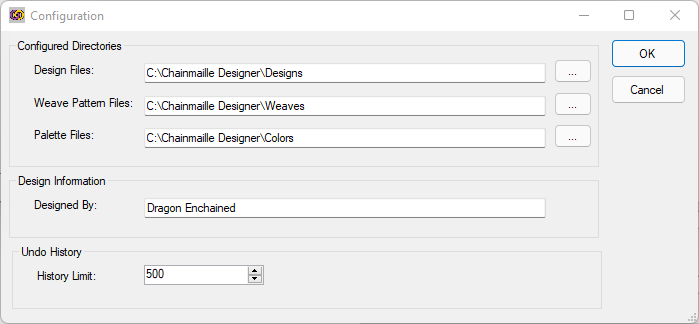 Configuration
Configured Directories
OK
Design Files: C:\Chainmaille Designer\Designs ...
Cancel
Weave Pattern Files: C:\Chainmaille Designer\Weaves ...
Palette Files: C:\Chainmaille Designer\Colors ...
Design Information
Designed By: Dragon Enchained
Undo History
History Limit: 500